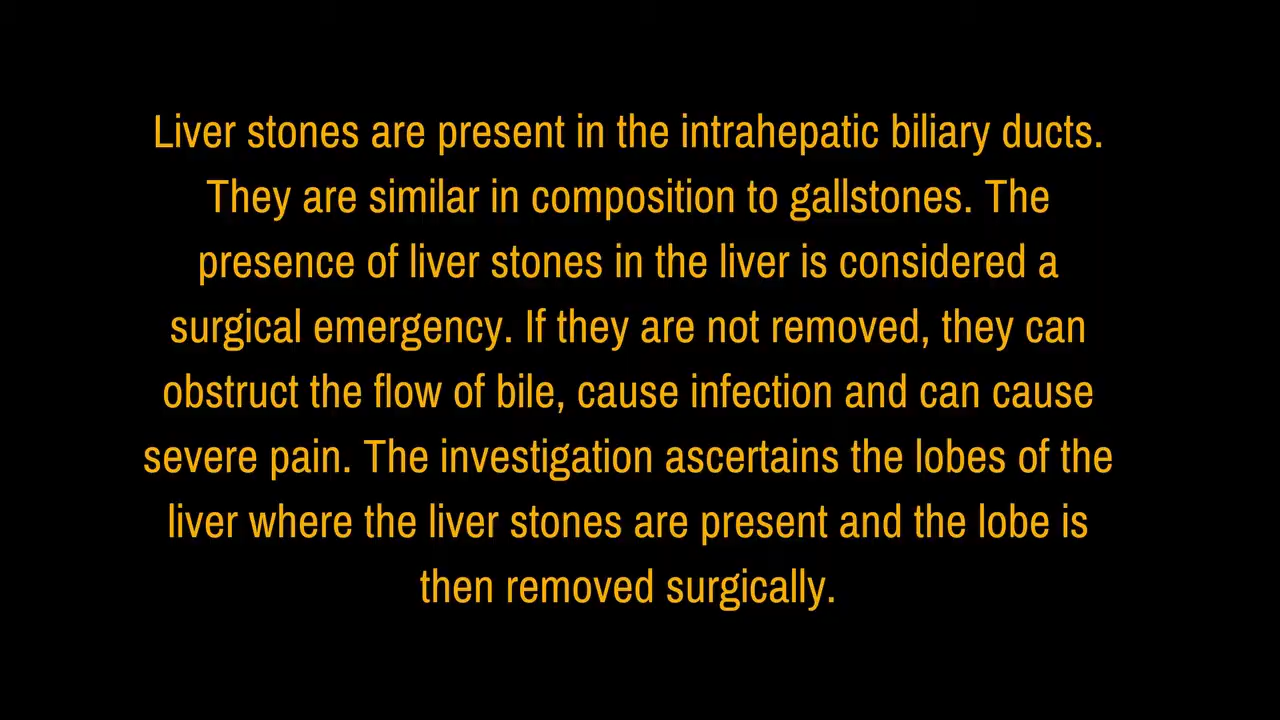 Liver stones are present in the intrahepatic biliary ducts.
They are similar in composition to gallstones. The
presence of liver stones in the liver is considered a
surgical emergency. If they are not removed, they can
obstruct the flow of bile, cause infection and can cause
severe pain. The investigation ascertains the lobes of the
liver where the liver stones are present and the lobe is
then removed surgically.